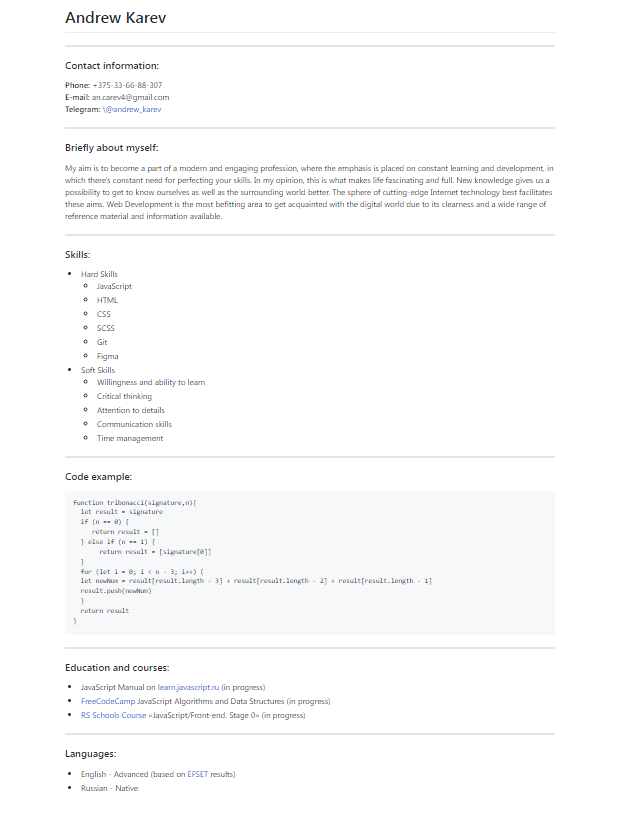 Andrew Karev
Contact information:
Phone: +375-33-66-88-307
E-mail: an.carev4@gmail.com
Telegram: \@andrew_karev
Briefly about myself:
My aim is to become a part of a modern and engaging profession, where the emphasis is placed on constant learning and development, in
which there's constant need for perfecting your skills. In my opinion, this is what makes life fascinating and full. New knowledge gives us a
possibility to get to know ourselves as well as the surrounding world better. The sphere of cutting-edge Internet technology best facilitates
these aims. Web Development is the most befitting area to get acquainted with the digital world due to its clearness and a wide range of
reference material and information available.
Skills:
Hard Skills
JavaScript
HTML
CSS
SCSS
Git
Figma
Soft Skills
Willingness and ability to learn
Critical thinking
Attention to details
Communication skills
Time management
Code example:
function tribonacci(signature,n){
let result = signature
if (n == 0) {
return result = []
} else if (n == 1) {
return result = [signature[0]]
}
for (let i = 0; i < n - 3; i++) {
let newNum = result[result.length - 3] + result[result.length - 2] + result[result.length - 1]
result.push(newNum)
}
return result
}
Education and courses:
JavaScript Manual on learn.javascript.ru (in progress)
FreeCodeCamp JavaScript Algorithms and Data Structures (in progress)
RS Schools Course «JavaScript/Front-end. Stage 0» (in progress)
Languages:
English - Advanced (based on EFSET results)
Russian - Native